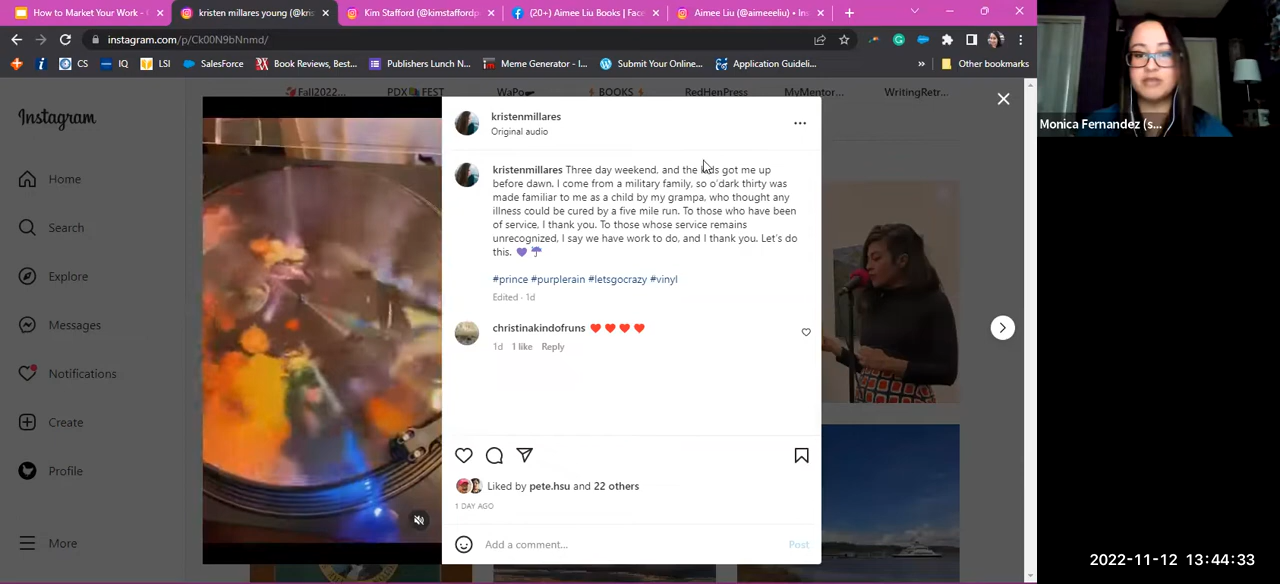 How to Market Your Work -
kristen millares young (@kris
Kim Stafford (@kimstaffordp
(20+) Aimee Liu Books | Face
Aimee Liu (@aimeeeliu) • Ins
instagram.com/p/Ck00N9bNnmd/
CS
IQ
LSI
SalesForce
Book Reviews, Best...
Publishers Lunch N...
Meme Generator - I...
Submit Your Online...
Application Guideli...
»
Other bookmarks
Instagram
Fall2022...
PDX FEST
WaPo
BOOKS
RedHenPress
MyMentor...
WritingRetr...
Home
Search
Explore
Messages
Notifications
Create
Profile
More
kristenmillares
Original audio
kristenmillares Three day weekend, and the kids got me up
before dawn. I come from a military family, so o'dark thirty was
made familiar to me as a child by my grampa, who thought any
illness could be cured by a five mile run. To those who have been
of service, I thank you. To those whose service remains
unrecognized, I say we have work to do, and I thank you. Let's do
this. 💜 ☔
#prince #purplerain #letsgocrazy #vinyl
Edited · 1d
christinakindofruns ❤️ ❤️ ❤️ ❤️
1d 1 like Reply
Liked by pete.hsu and 22 others
1 DAY AGO
Add a comment...
Post
Monica Fernandez (s...
2022-11-12 13:44:33